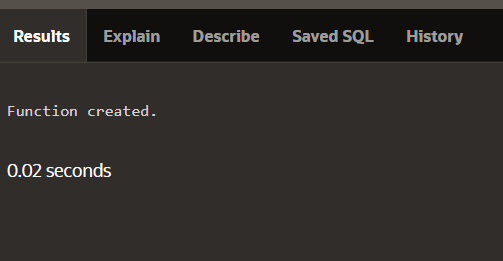 Results Explain Describe Saved SQL History
Function created.
0.02 seconds